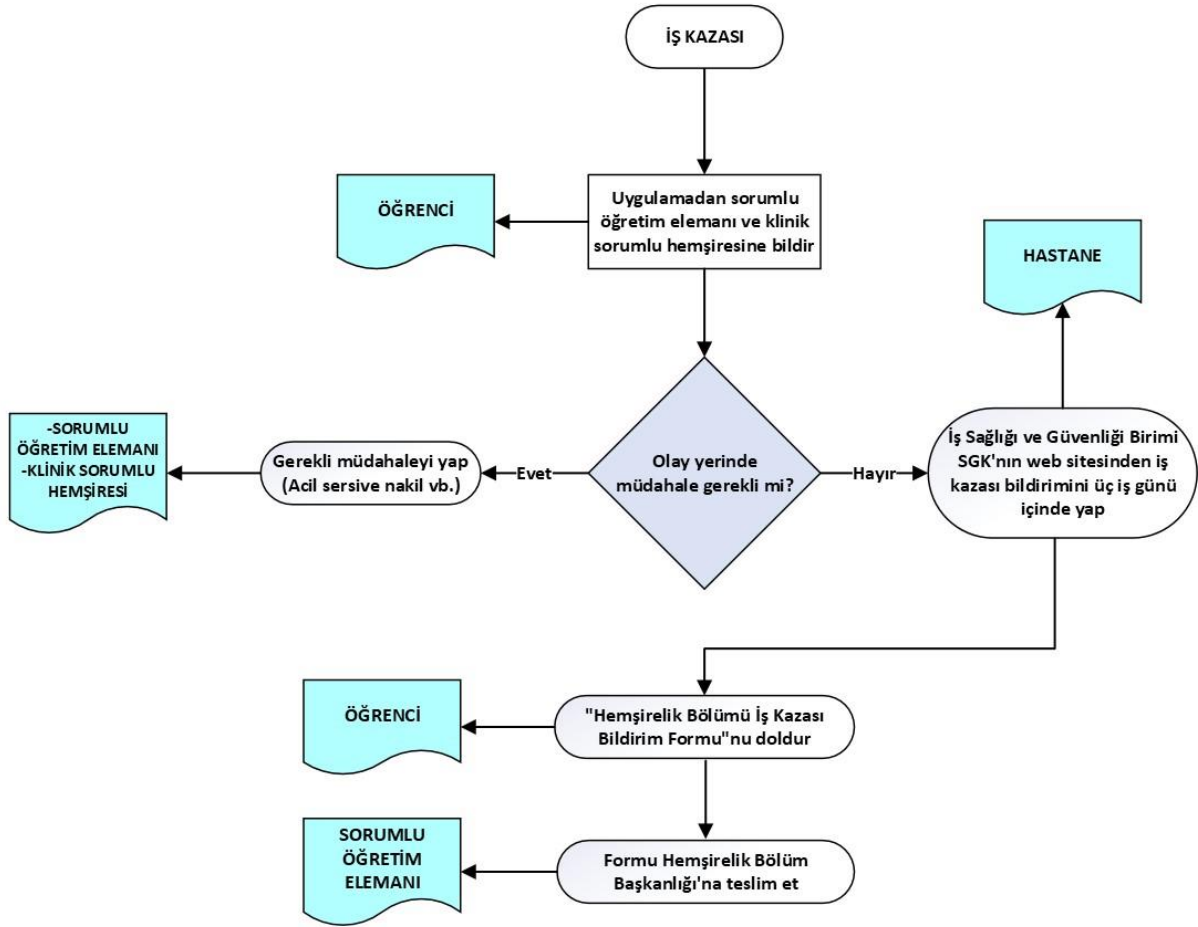 İŞ KAZASI
ÖĞRENCİ
Uygulamadan sorumlu
öğretim elemanı ve klinik
sorumlu hemşiresine bildir
HASTANE
-SORUMLU
ÖĞRETİM ELEMANI
-KLİNİK SORUMLU
HEMŞİRESİ
Gerekli müdahaleyi yap
(Acil sersive nakil vb.)
Evet
Olay yerinde
müdahale gerekli mi?
Hayır
İş Sağlığı ve Güvenliği Birimi
SGK'nın web sitesinden iş
kazası bildirimini üç iş günü
içinde yap
ÖĞRENCİ
"Hemşirelik Bölümü İş Kazası
Bildirim Formu"nu doldur
SORUMLU
ÖĞRETİM
ELEMANI
Formu Hemşirelik Bölüm
Başkanlığı'na teslim et